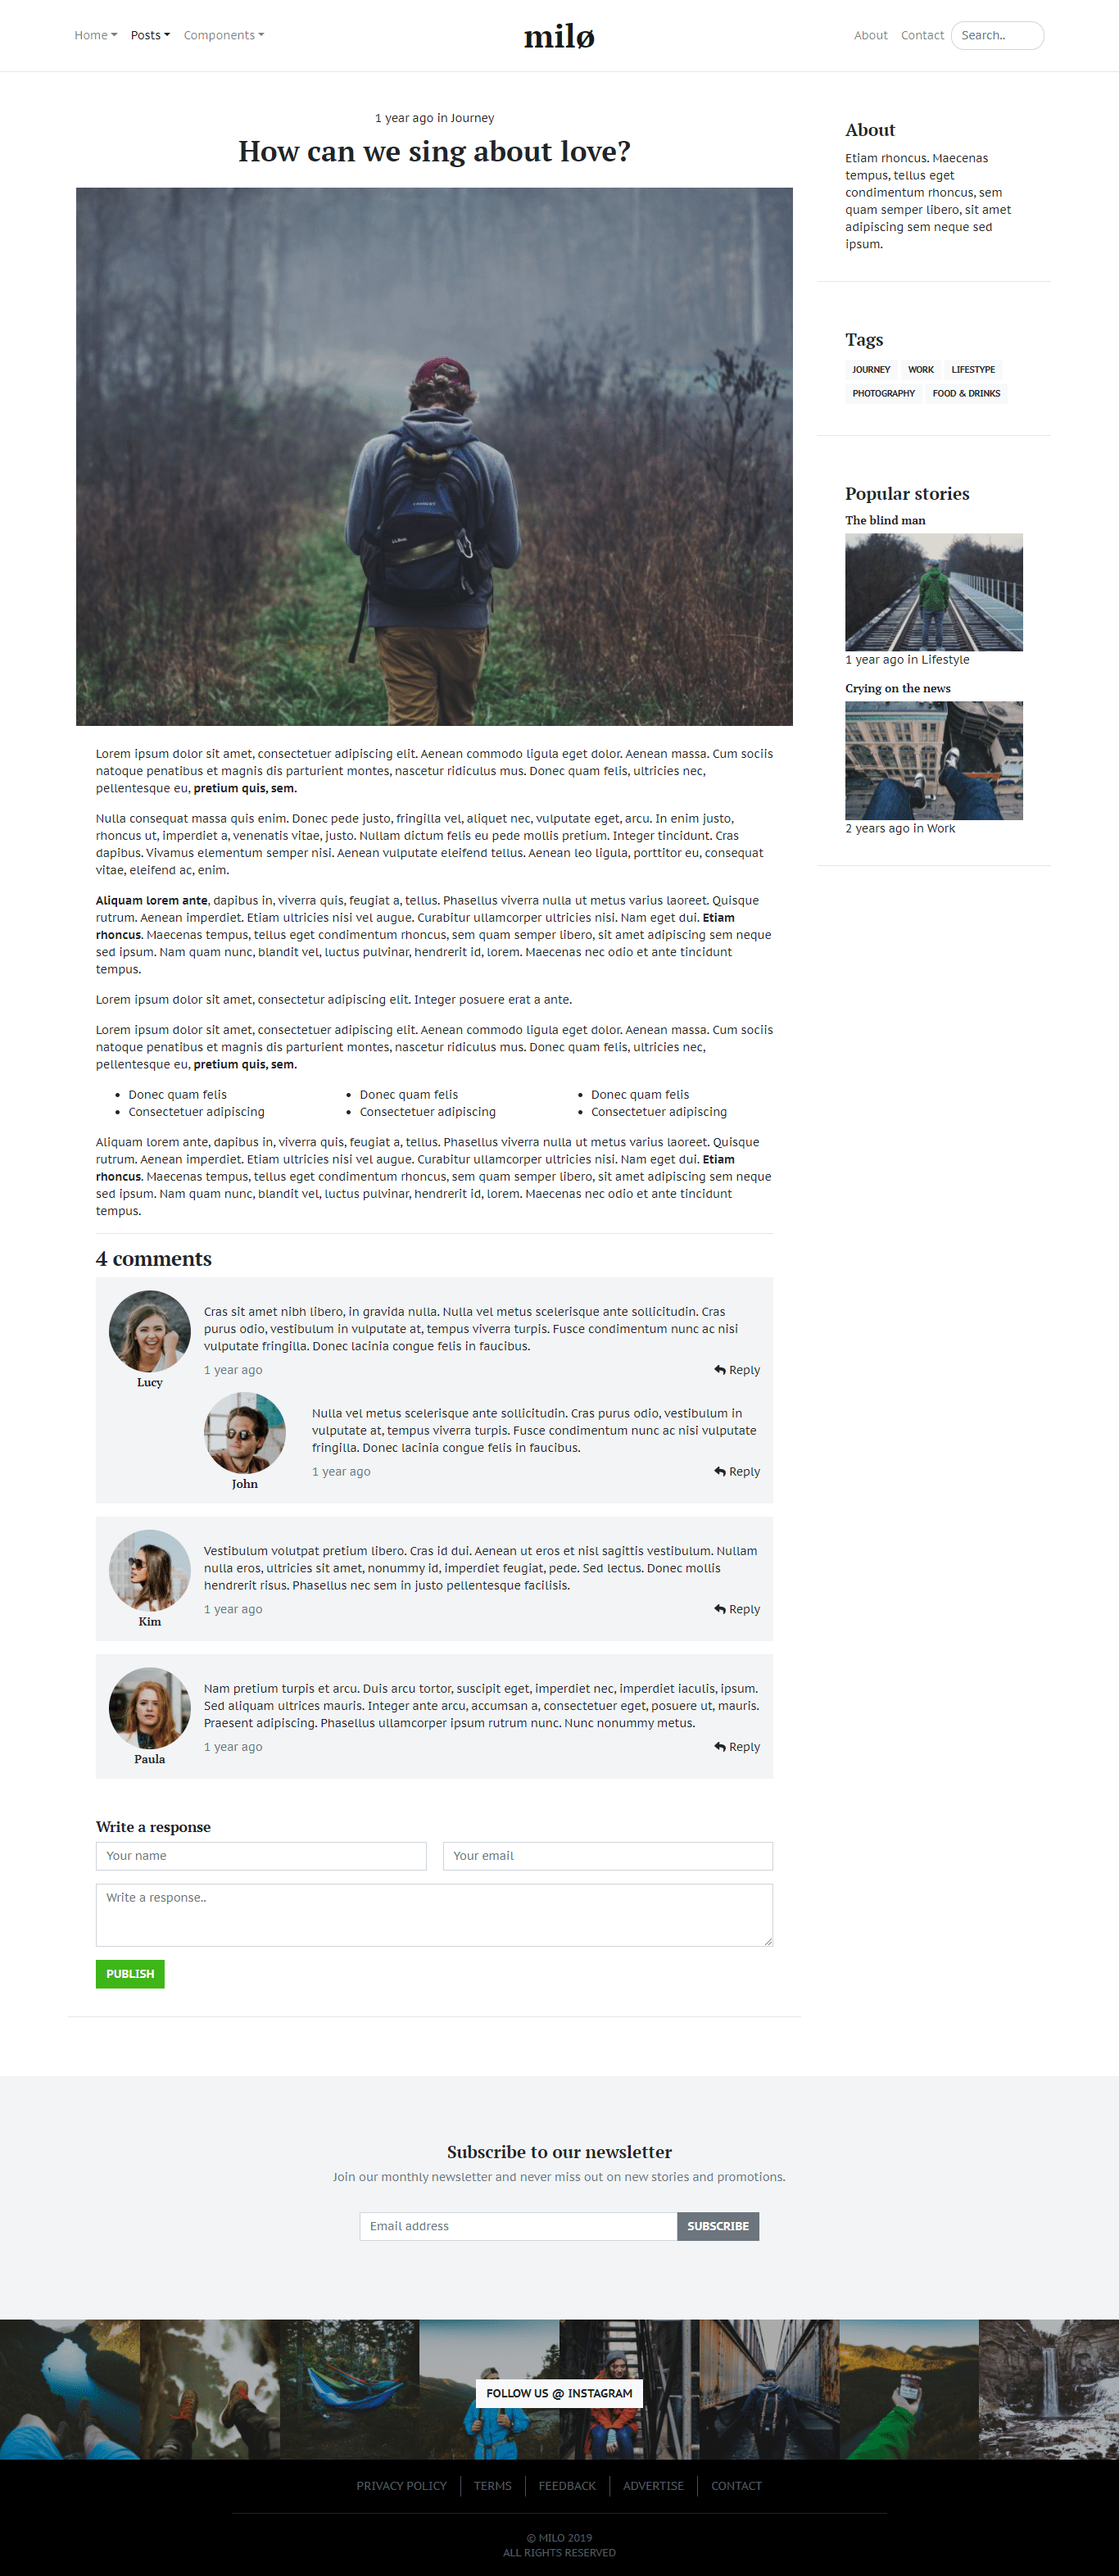 Home Posts Components milø About Contact Search..
1 year ago in Journey
How can we sing about love?
Lorem ipsum dolor sit amet, consectetuer adipiscing elit. Aenean commodo ligula eget dolor. Aenean massa. Cum sociis
natoque penatibus et magnis dis parturient montes, nascetur ridiculus mus. Donec quam felis, ultricies nec,
pellentesque eu, pretium quis, sem.
Nulla consequat massa quis enim. Donec pede justo, fringilla vel, aliquet nec, vulputate eget, arcu. In enim justo,
rhoncus ut, imperdiet a, venenatis vitae, justo. Nullam dictum felis eu pede mollis pretium. Integer tincidunt. Cras
dapibus. Vivamus elementum semper nisi. Aenean vulputate eleifend tellus. Aenean leo ligula, porttitor eu, consequat
vitae, eleifend ac, enim.
Aliquam lorem ante, dapibus in, viverra quis, feugiat a, tellus. Phasellus viverra nulla ut metus varius laoreet. Quisque
rutrum. Aenean imperdiet. Etiam ultricies nisi vel augue. Curabitur ullamcorper ultricies nisi. Nam eget dui. Etiam
rhoncus. Maecenas tempus, tellus eget condimentum rhoncus, sem quam semper libero, sit amet adipiscing sem neque
sed ipsum. Nam quam nunc, blandit vel, luctus pulvinar, hendrerit id, lorem. Maecenas nec odio et ante tincidunt
tempus.
Lorem ipsum dolor sit amet, consectetur adipiscing elit. Integer posuere erat a ante.
Lorem ipsum dolor sit amet, consectetuer adipiscing elit. Aenean commodo ligula eget dolor. Aenean massa. Cum sociis
natoque penatibus et magnis dis parturient montes, nascetur ridiculus mus. Donec quam felis, ultricies nec,
pellentesque eu, pretium quis, sem.
• Donec quam felis • Donec quam felis • Donec quam felis
• Consectetuer adipiscing • Consectetuer adipiscing • Consectetuer adipiscing
Aliquam lorem ante, dapibus in, viverra quis, feugiat a, tellus. Phasellus viverra nulla ut metus varius laoreet. Quisque
rutrum. Aenean imperdiet. Etiam ultricies nisi vel augue. Curabitur ullamcorper ultricies nisi. Nam eget dui. Etiam
rhoncus. Maecenas tempus, tellus eget condimentum rhoncus, sem quam semper libero, sit amet adipiscing sem neque
sed ipsum. Nam quam nunc, blandit vel, luctus pulvinar, hendrerit id, lorem. Maecenas nec odio et ante tincidunt
tempus.
4 comments
Cras sit amet nibh libero, in gravida nulla. Nulla vel metus scelerisque ante sollicitudin. Cras
purus odio, vestibulum in vulputate at, tempus viverra turpis. Fusce condimentum nunc ac nisi
vulputate fringilla. Donec lacinia congue felis in faucibus.
1 year ago Reply
Lucy
Nulla vel metus scelerisque ante sollicitudin. Cras purus odio, vestibulum in
vulputate at, tempus viverra turpis. Fusce condimentum nunc ac nisi vulputate
fringilla. Donec lacinia congue felis in faucibus.
1 year ago Reply
John
Vestibulum volutpat pretium libero. Cras id dui. Aenean ut eros et nisl sagittis vestibulum. Nullam
nulla eros, ultricies sit amet, nonummy id, imperdiet feugiat, pede. Sed lectus. Donec mollis
hendrerit risus. Phasellus nec sem in justo pellentesque facilisis.
1 year ago Reply
Kim
Nam pretium turpis et arcu. Duis arcu tortor, suscipit eget, imperdiet nec, imperdiet iaculis, ipsum.
Sed aliquam ultrices mauris. Integer ante arcu, accumsan a, consectetuer eget, posuere ut, mauris.
Praesent adipiscing. Phasellus ullamcorper ipsum rutrum nunc. Nunc nonummy metus.
1 year ago Reply
Paula
Write a response
Your name Your email
Write a response..
PUBLISH
About
Etiam rhoncus. Maecenas
tempus, tellus eget
condimentum rhoncus, sem
quam semper libero, sit amet
adipiscing sem neque sed
ipsum.
Tags
JOURNEY WORK LIFESTYPE
PHOTOGRAPHY FOOD & DRINKS
Popular stories
The blind man
1 year ago in Lifestyle
Crying on the news
2 years ago in Work
Subscribe to our newsletter
Join our monthly newsletter and never miss out on new stories and promotions.
Email address SUBSCRIBE
FOLLOW US @ INSTAGRAM
PRIVACY POLICY TERMS FEEDBACK ADVERTISE CONTACT
© MILO 2019
ALL RIGHTS RESERVED